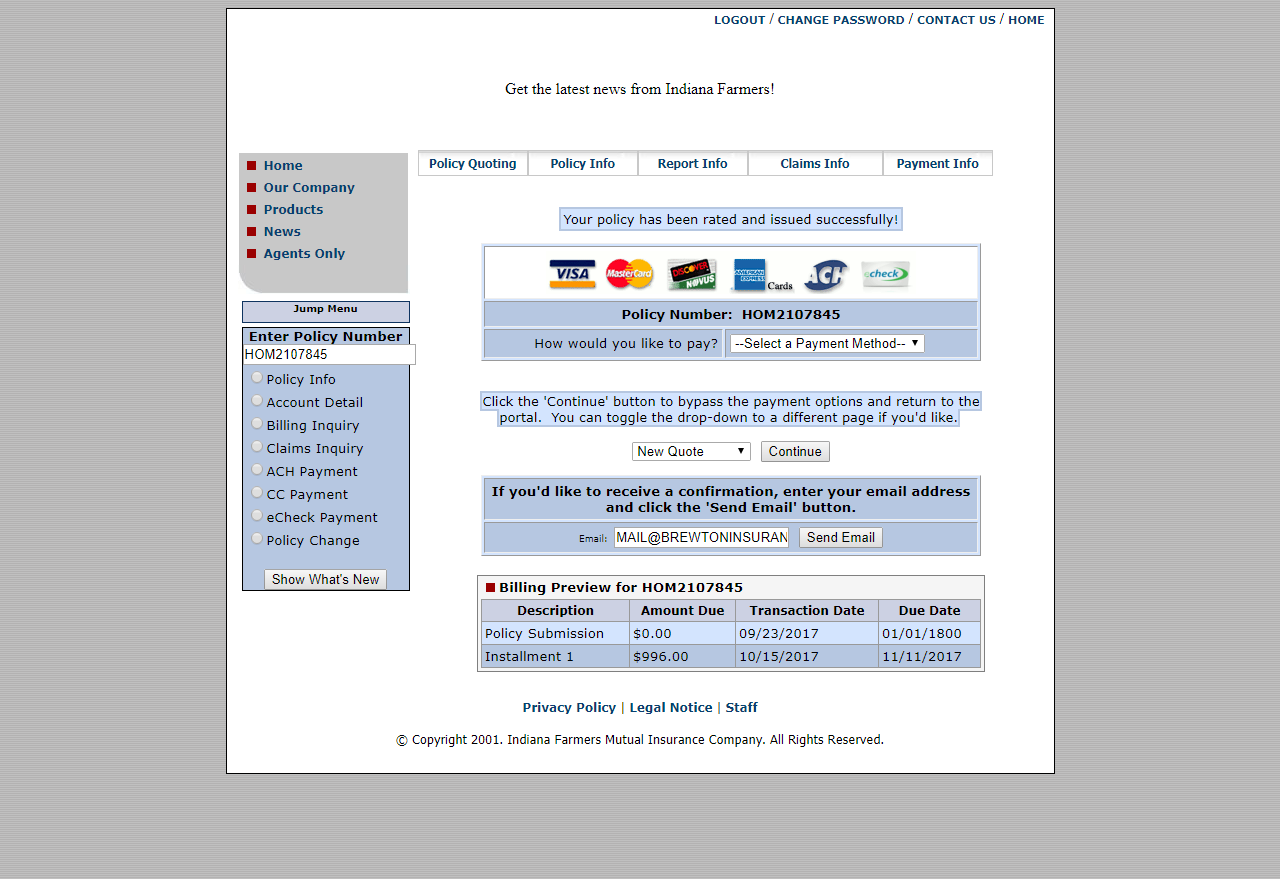 LOGOUT / CHANGE PASSWORD / CONTACT US / HOME
Get the latest news from Indiana Farmers!
Home
Our Company
Products
News
Agents Only
Policy Quoting Policy Info Report Info Claims Info Payment Info
Jump Menu
Enter Policy Number
HOM2107845
Policy Info
Account Detail
Billing Inquiry
Claims Inquiry
ACH Payment
CC Payment
eCheck Payment
Policy Change
Show What's New
Your policy has been rated and issued successfully!
VISA MasterCard DISCOVER NOVUS AMERICAN EXPRESS Cards ACH echeck
Policy Number: HOM2107845
How would you like to pay? --Select a Payment Method--
Click the 'Continue' button to bypass the payment options and return to the
portal. You can toggle the drop-down to a different page if you'd like.
New Quote Continue
If you'd like to receive a confirmation, enter your email address
and click the 'Send Email' button.
Email: MAIL@BREWTONINSURAN Send Email
Billing Preview for HOM2107845
Description Amount Due Transaction Date Due Date
Policy Submission $0.00 09/23/2017 01/01/1800
Installment 1 $996.00 10/15/2017 11/11/2017
Privacy Policy | Legal Notice | Staff
© Copyright 2001. Indiana Farmers Mutual Insurance Company. All Rights Reserved.